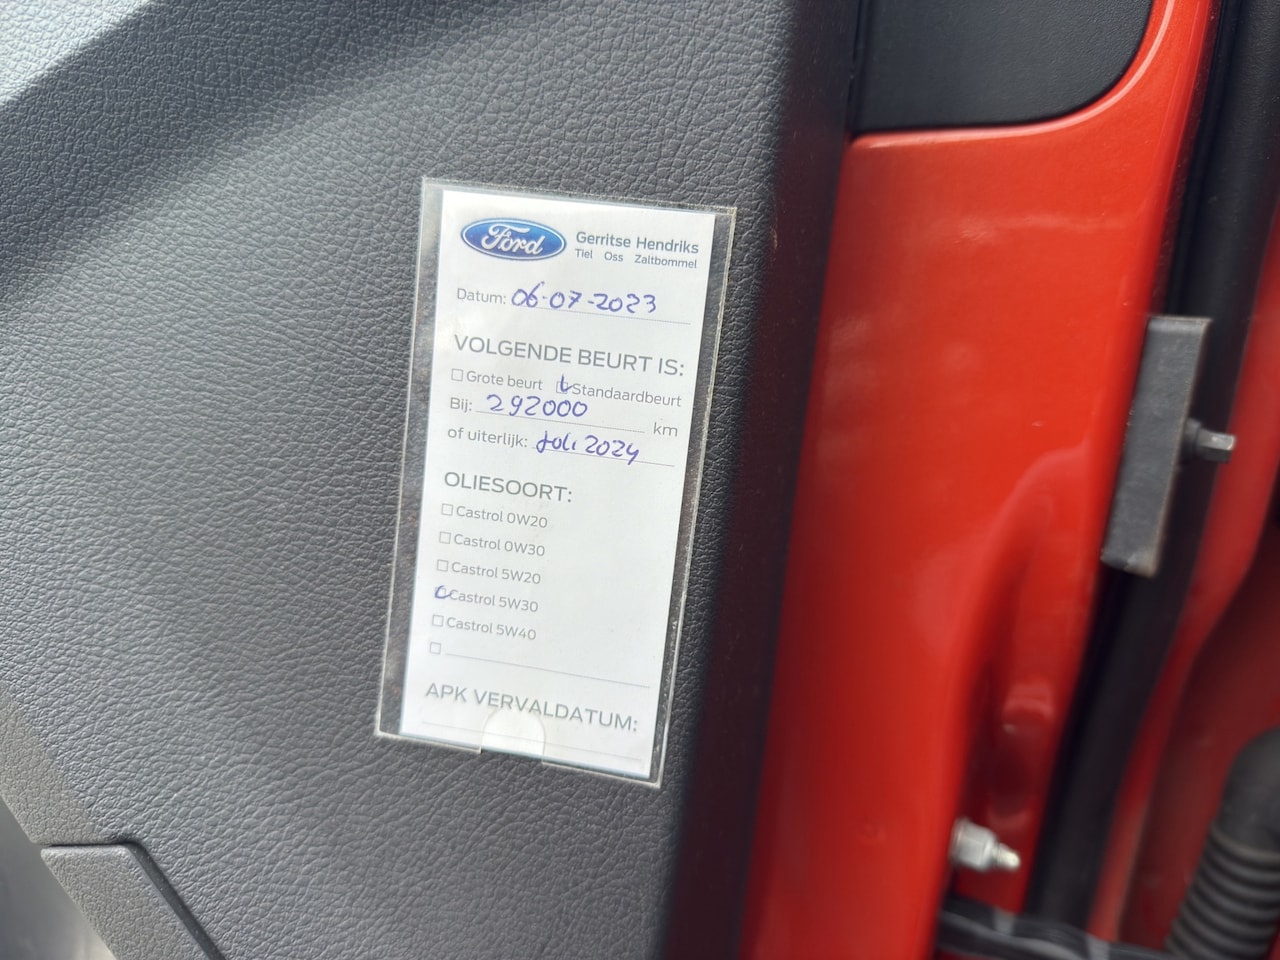 Ford
Gerritse Hendriks
Tiel Oss Zaltbommel
Datum: 06-07-2023
VOLGENDE BEURT IS:
Grote beurt Standaardbeurt
Bij: 292000 km
of uiterlijk: Juli 2024
OLIESOORT:
Castrol 0W20
Castrol 0W30
Castrol 5W20
Castrol 5W30
Castrol 5W40
APK VERVALDATUM: